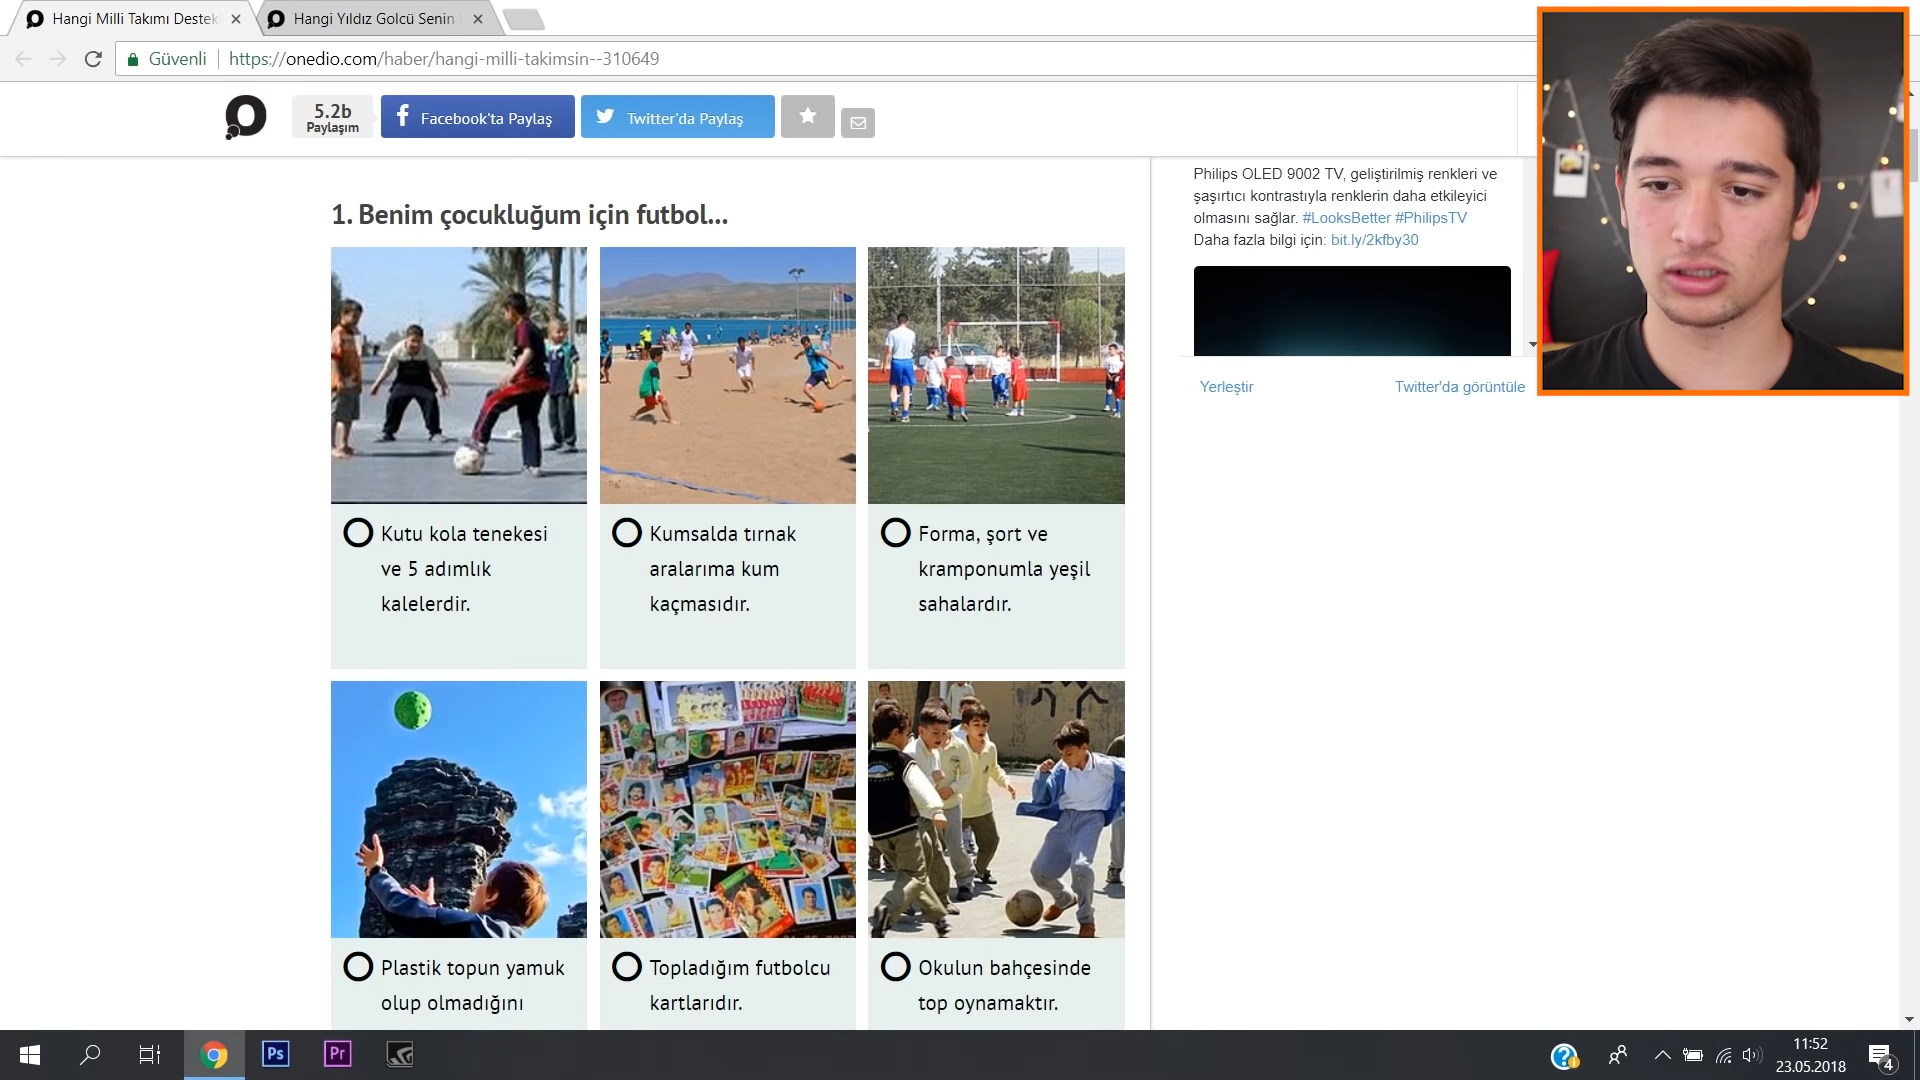 Hangi Milli Takımı Destek
Hangi Yıldız Golcü Senin
Güvenli
https://onedio.com/haber/hangi-milli-takimsin--310649
5.2b
Paylaşım
Facebook'ta Paylaş
Twitter'da Paylaş
Philips OLED 9002 TV, geliştirilmiş renkleri ve
şaşırtıcı kontrastıyla renklerin daha etkileyici
olmasını sağlar. #LooksBetter #PhilipsTV
Daha fazla bilgi için: bit.ly/2kfby30
Yerleştir
Twitter'da görüntüle
1. Benim çocukluğum için futbol...
Kutu kola tenekesi
ve 5 adımlık
kalelerdir.
Kumsalda tırnak
aralarıma kum
kaçmasıdır.
Forma, şort ve
kramponumla yeşil
sahalardır.
Plastik topun yamuk
olup olmadığını
Topladığım futbolcu
kartlarıdır.
Okulun bahçesinde
top oynamaktır.
Ps
Pr
11:52
23.05.2018
4